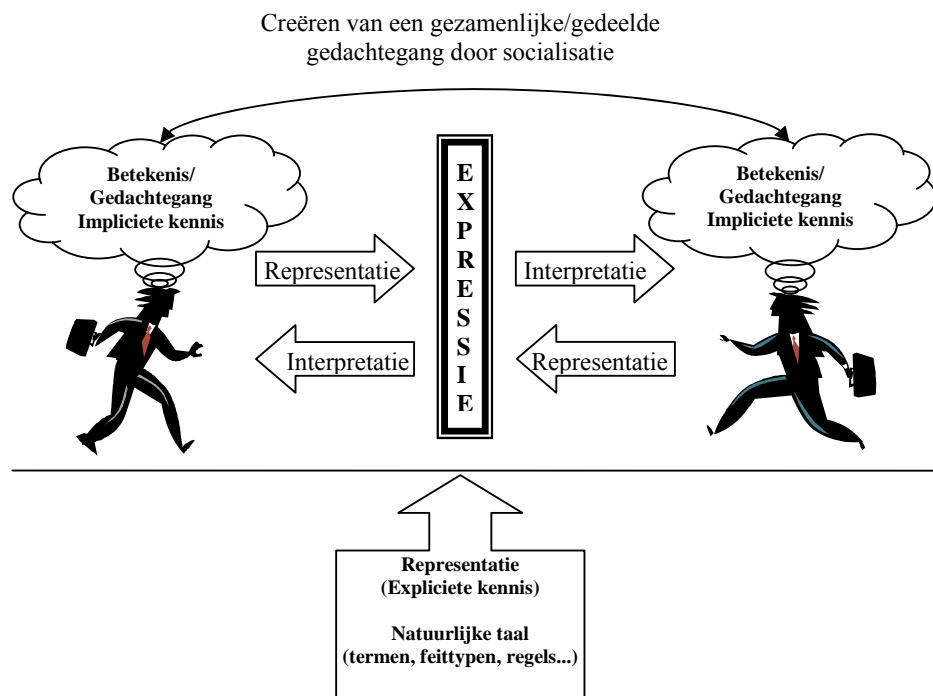 Creëren van een gezamenlijke/gedeelde
gedachtegang door socialisatie
Betekenis/
Gedachtegang
Impliciete kennis
Representatie
Interpretatie
EXPRESSIE
Interpretatie
Representatie
Betekenis/
Gedachtegang
Impliciete kennis
Representatie
(Expliciete kennis)
Natuurlijke taal
(termen, feittypen, regels...)